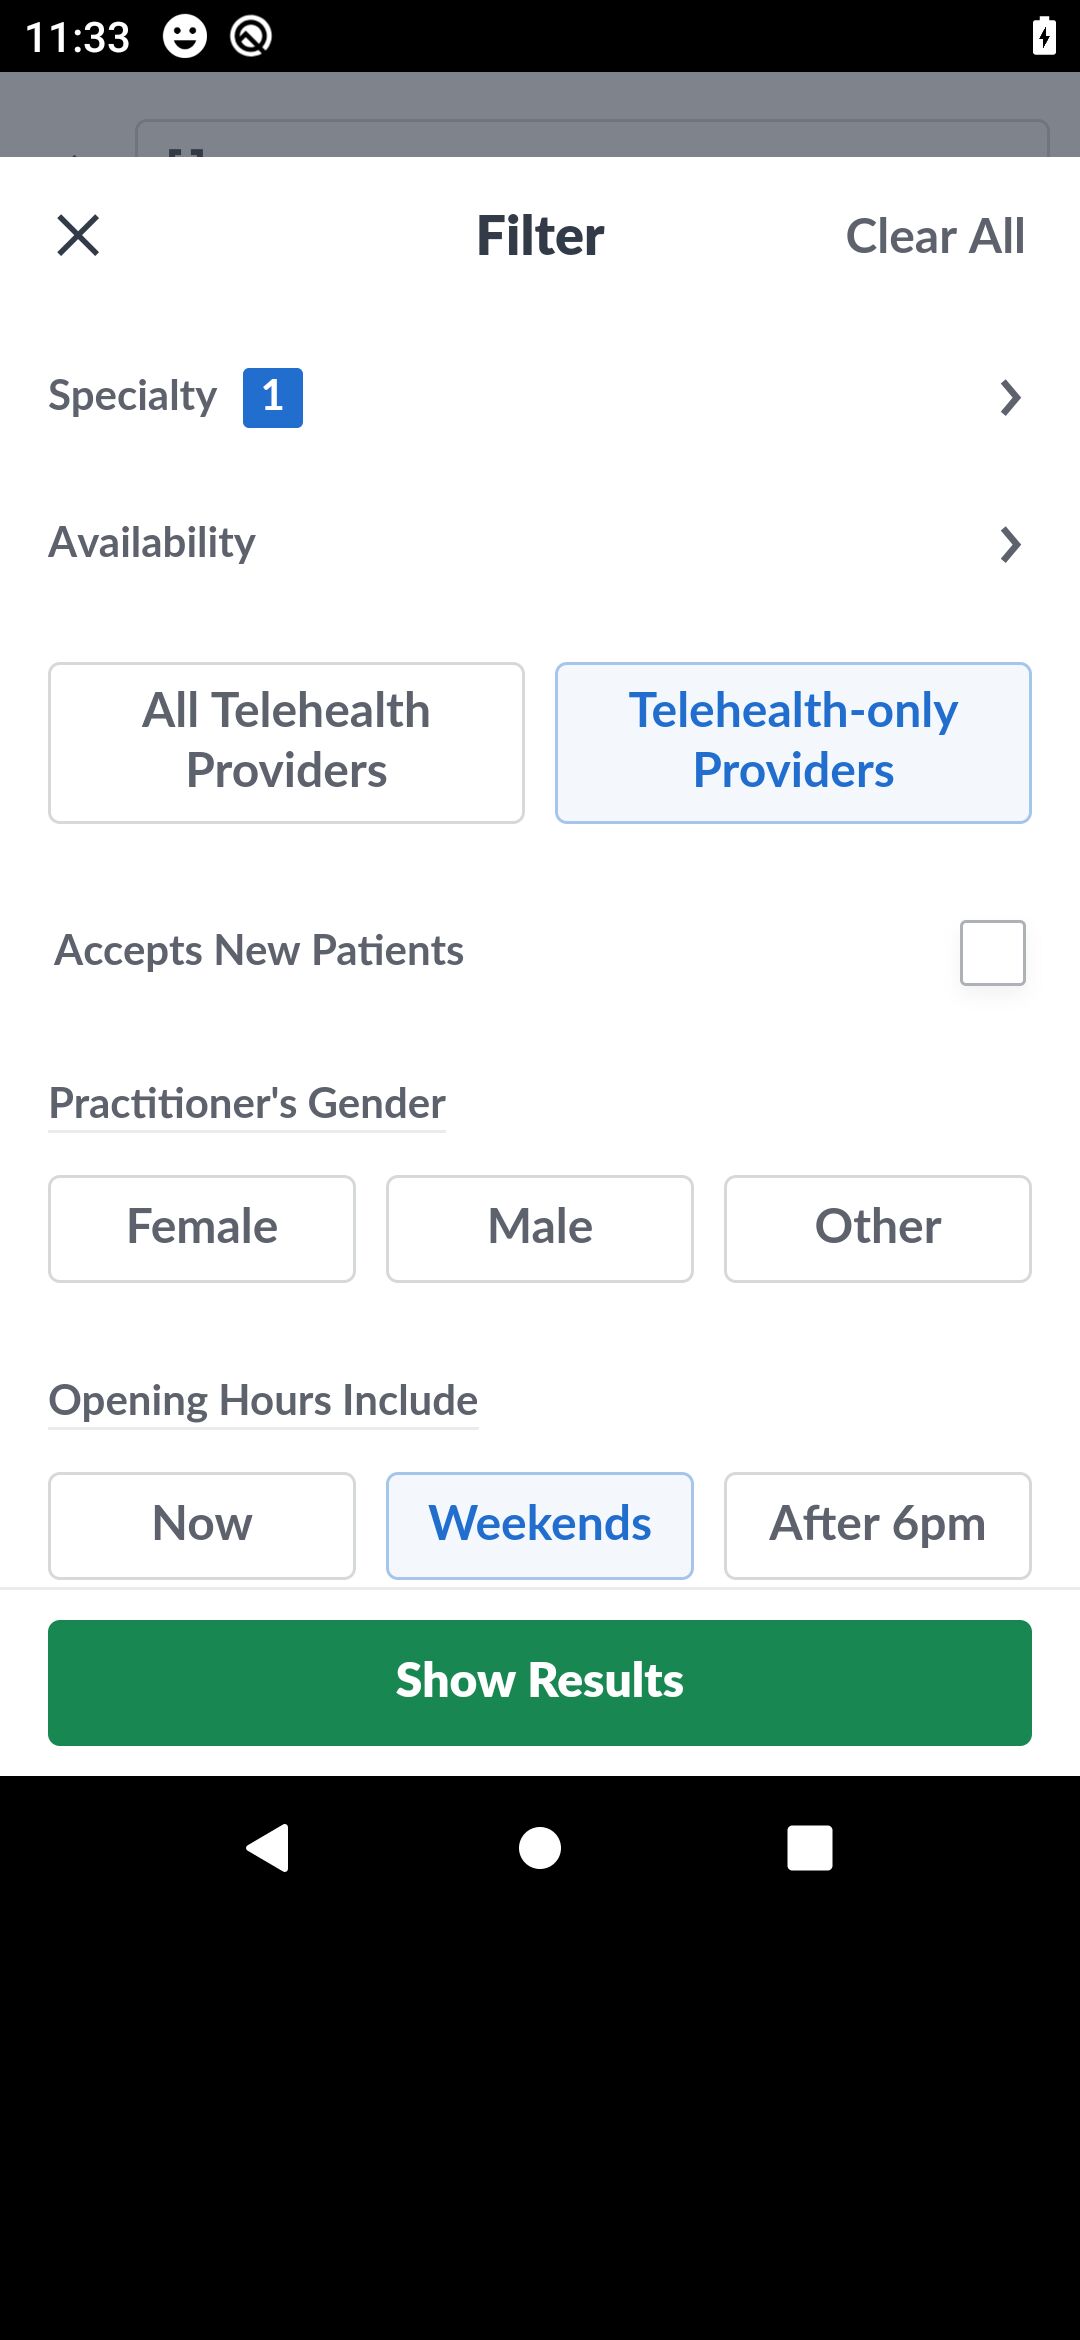 11:33
Filter
Clear All
Specialty 1
Availability
All Telehealth
Providers
Telehealth-only
Providers
Accepts New Patients
Practitioner's Gender
Female
Male
Other
Opening Hours Include
Now
Weekends
After 6pm
Show Results